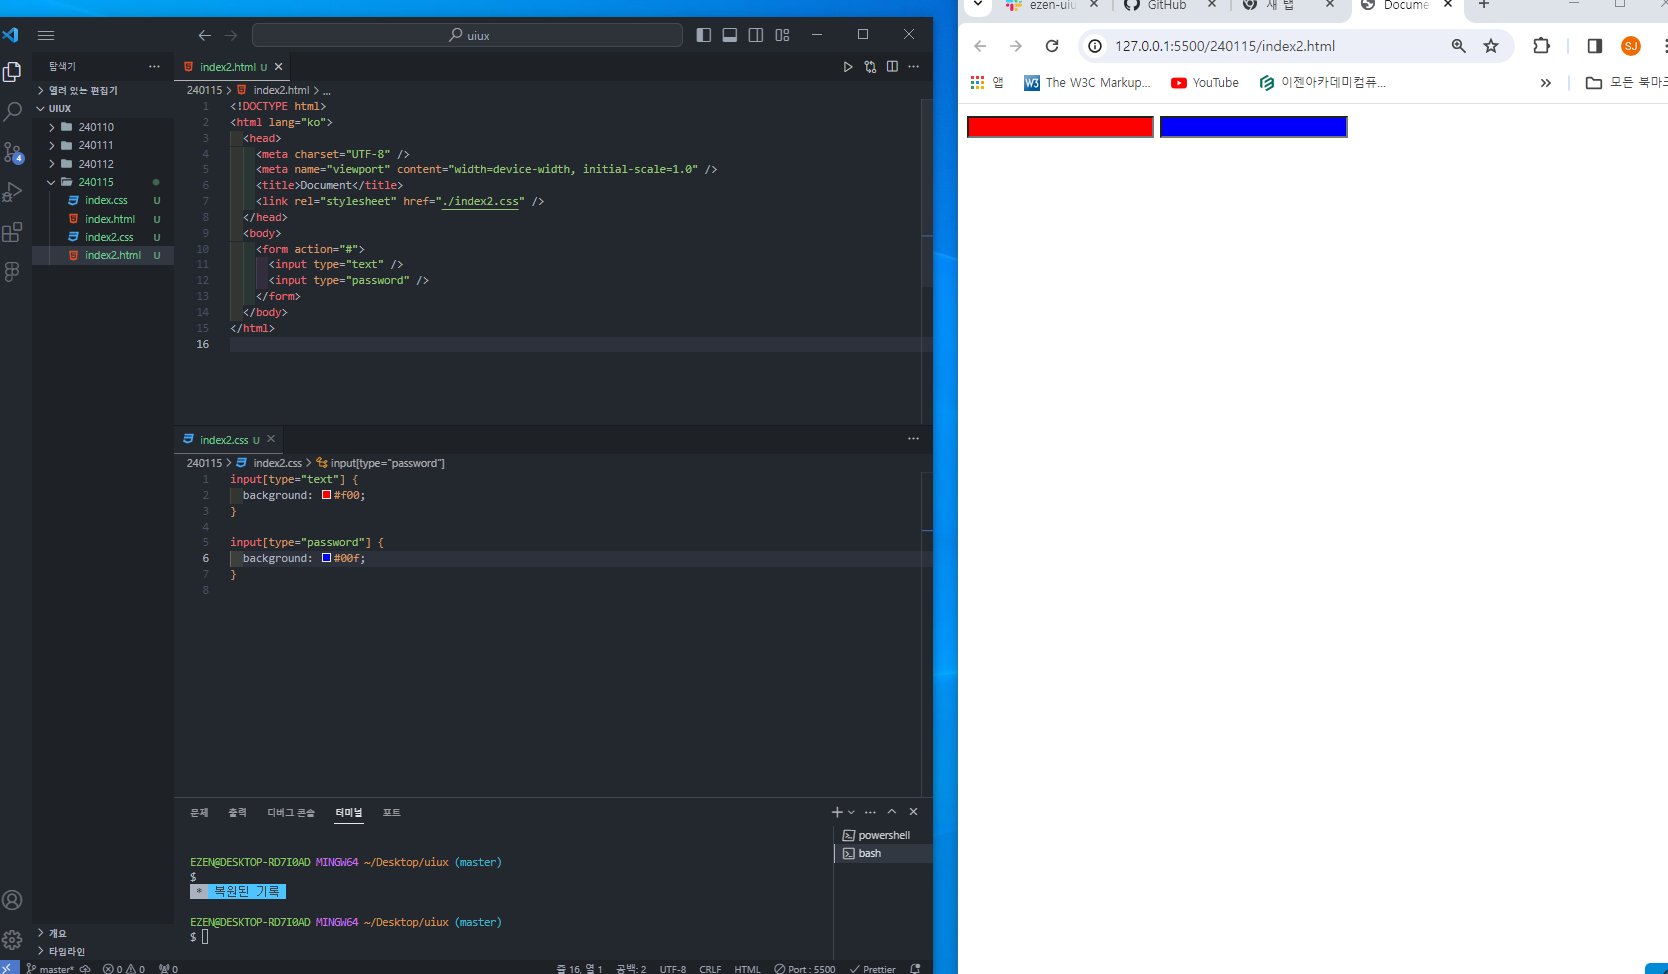 uiux
탐색기
열려 있는 편집기
UIUX
240110
240111
240112
240115
index.css U
index.html U
index2.css U
index2.html U
4
개요
타임라인
index2.html U
240115 > index2.html > ...
1 <!DOCTYPE html>
2 <html lang="ko">
3 <head>
4 <meta charset="UTF-8" />
5 <meta name="viewport" content="width=device-width, initial-scale=1.0" />
6 <title>Document</title>
7 <link rel="stylesheet" href="./index2.css" />
8 </head>
9 <body>
10 <form action="#">
11 <input type="text" />
12 <input type="password" />
13 </form>
14 </body>
15 </html>
16
index2.css U
240115 > index2.css > input[type="password"]
1 input[type="text"] {
2 background: #f00;
3 }
4
5 input[type="password"] {
6 background: #00f;
7 }
8
문제 출력 디버그 콘솔 터미널 포트
powershell
bash
EZEN@DESKTOP-RD7I0AD MINGW64 ~/Desktop/uiux (master)
$
* 복원된 기록
EZEN@DESKTOP-RD7I0AD MINGW64 ~/Desktop/uiux (master)
$
master* 0 0 0 줄 16, 열 1 공백: 2 UTF-8 CRLF HTML Port : 5500 Prettier
ezen-uiu GitHub 새 탭 Docume
127.0.0.1:5500/240115/index2.html
SJ
앱 The W3C Markup... YouTube 이젠아카데미컴퓨... 모든 북마크